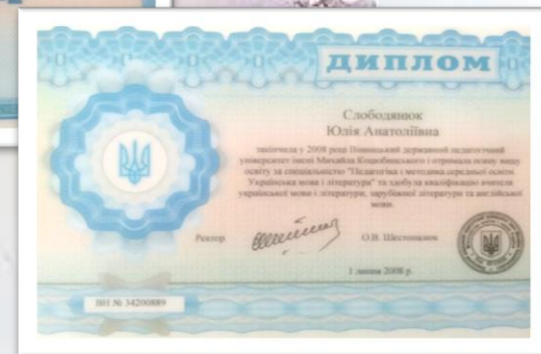 ДИПЛОМ
Слободянюк
Юлія Анатоліївна
закінчила у 2008 році Вінницький державний педагогічний
університет імені Михайла Коцюбинського і отримала повну вищу
освіту за спеціальністю "Педагогіка і методика середньої освіти.
Українська мова і література" та здобула кваліфікацію вчителя
української мови і літератури, зарубіжної літератури та англійської
мови.
Ректор О.В. Шестопалюк
1 липня 2008 р.
ВН № 34200889